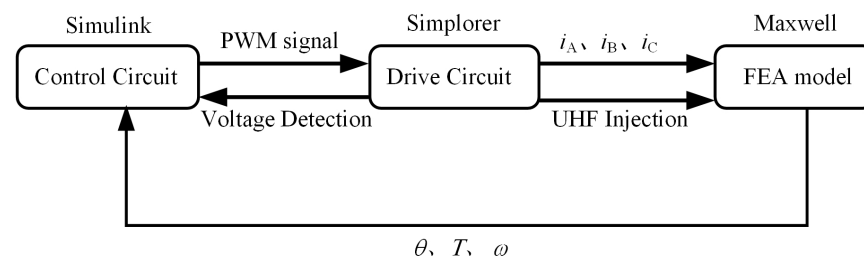 Simulink
Simplorer
Maxwell
PWM signal
iA、iB、iC
Control Circuit
Drive Circuit
FEA model
Voltage Detection
UHF Injection
θ、T、ω